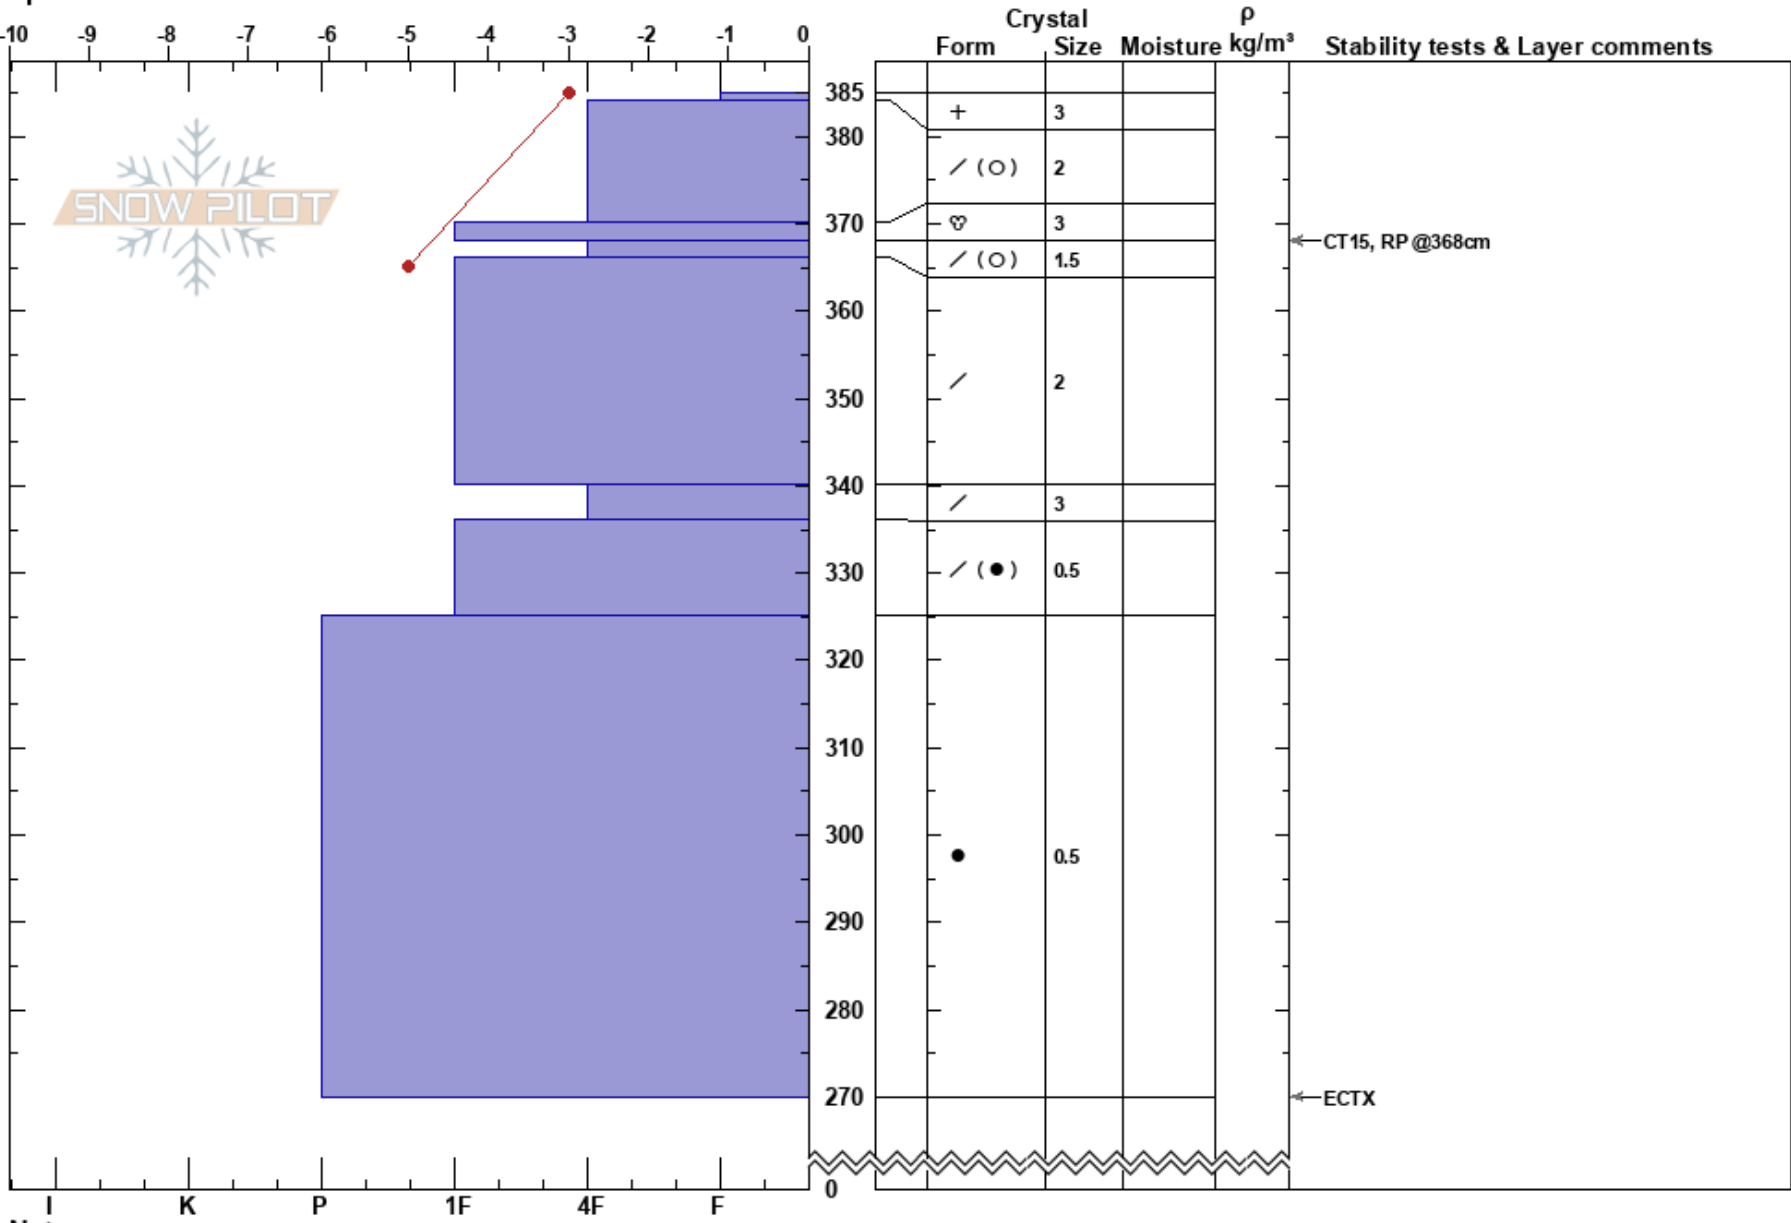 Crystal ρ
-10 -9 -8 -7 -6 -5 -4 -3 -2 -1 0 Form Size Moisture kg/m³ Stability tests & Layer comments
385
+ 3
380
/ (○) 2
SNOW PILOT
370 3
CT15, RP @368cm
/ (○) 1.5
360
/ 2
350
340
/ 3
330 / (●) 0.5
320
310
300
● 0.5
290
280
270 ECTX
0
I K P 1F 4F F